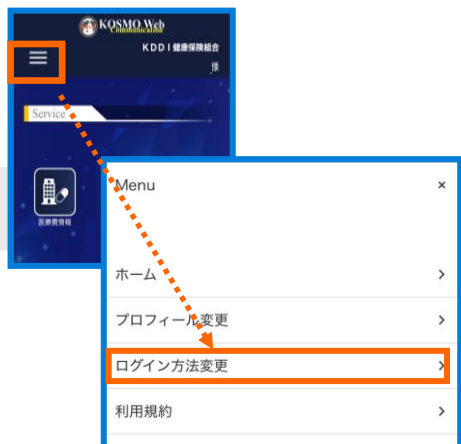 KOSMO Web
Communication
KDDI健康保険組合
様
Service
医療費情報
Menu
×
ホーム
プロフィール変更
ログイン方法変更
利用規約